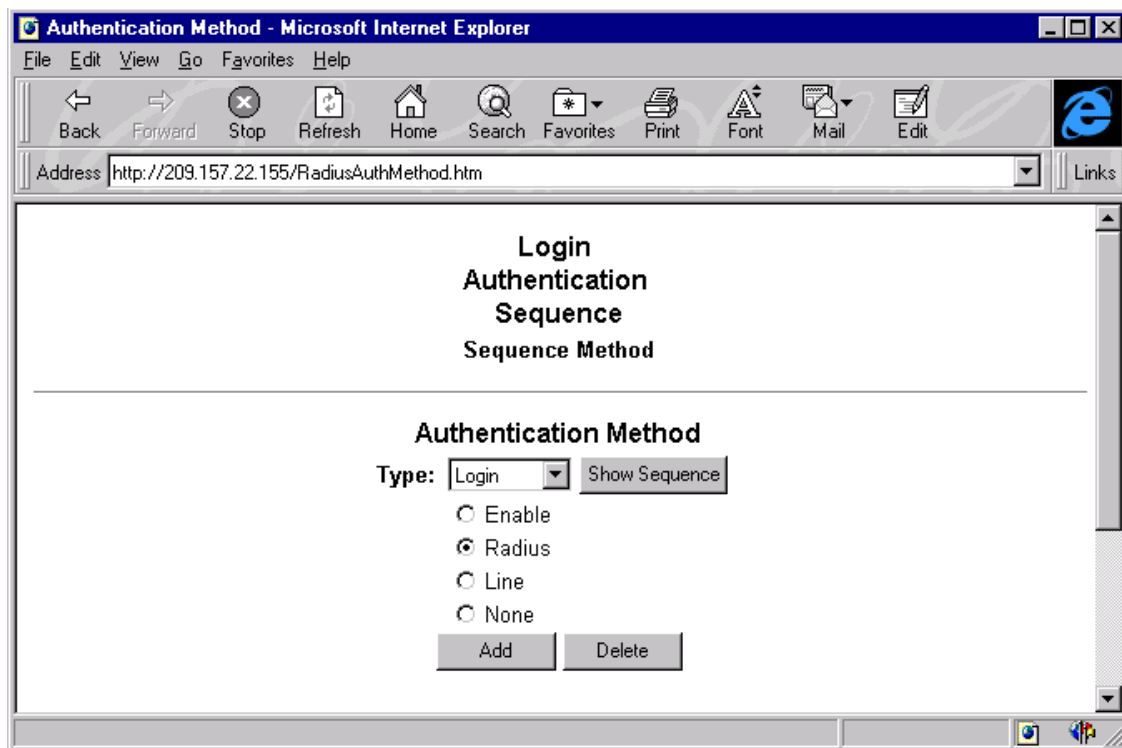 Authentication Method - Microsoft Internet Explorer
File Edit View Go Favorites Help
Back Forward Stop Refresh Home Search Favorites Print Font Mail Edit
Address http://209.157.22.155/RadiusAuthMethod.htm Links
Login
Authentication
Sequence
Sequence Method
Authentication Method
Type: Login Show Sequence
Enable
Radius
Line
None
Add Delete